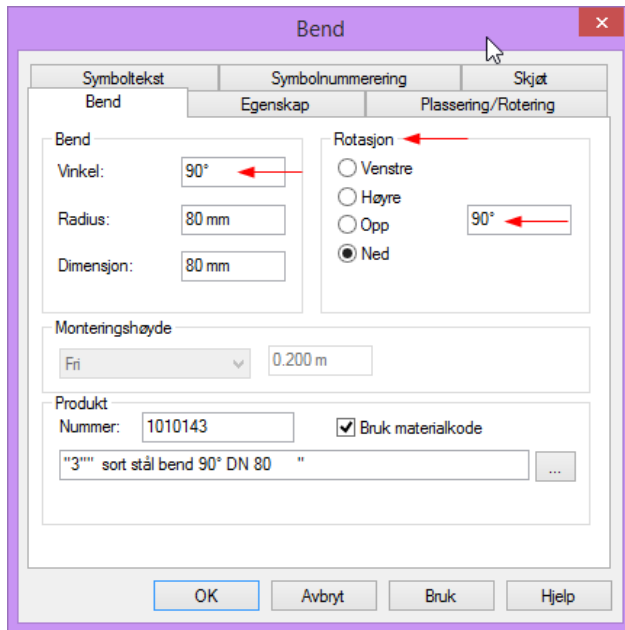 Bend
Symboltekst Symbolnummerering Skjøt
Bend Egenskap Plassering/Rotering
Bend
Vinkel: 90°
Radius: 80 mm
Dimensjon: 80 mm
Rotasjon
Venstre
Høyre
Opp
Ned
90°
Monteringshøyde
Fri 0.200 m
Produkt
Nummer: 1010143 Bruk materialkode
"3"" sort stål bend 90° DN 80 "
...
OK Avbryt Bruk Hjelp